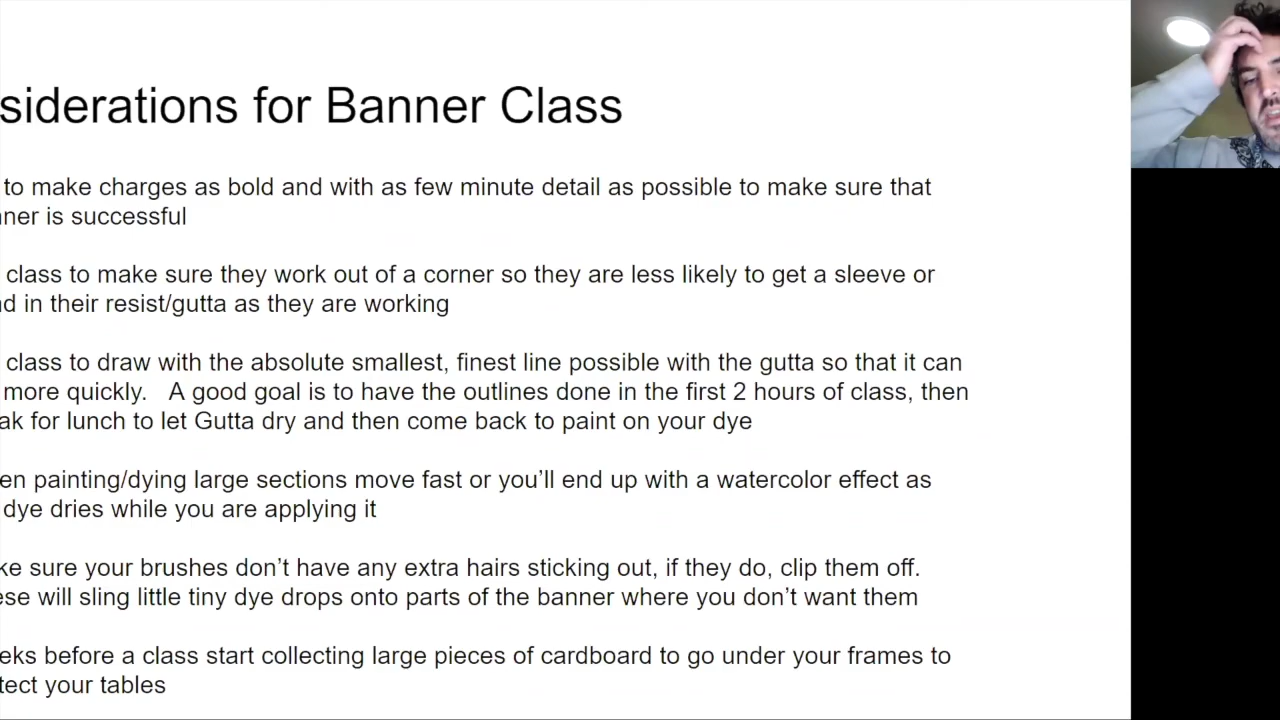 siderations for Banner Class
to make charges as bold and with as few minute detail as possible to make sure that
ner is successful
class to make sure they work out of a corner so they are less likely to get a sleeve or
d in their resist/gutta as they are working
class to draw with the absolute smallest, finest line possible with the gutta so that it can
more quickly. A good goal is to have the outlines done in the first 2 hours of class, then
ak for lunch to let Gutta dry and then come back to paint on your dye
en painting/dying large sections move fast or you’ll end up with a watercolor effect as
dye dries while you are applying it
ke sure your brushes don’t have any extra hairs sticking out, if they do, clip them off.
ese will sling little tiny dye drops onto parts of the banner where you don’t want them
eks before a class start collecting large pieces of cardboard to go under your frames to
tect your tables